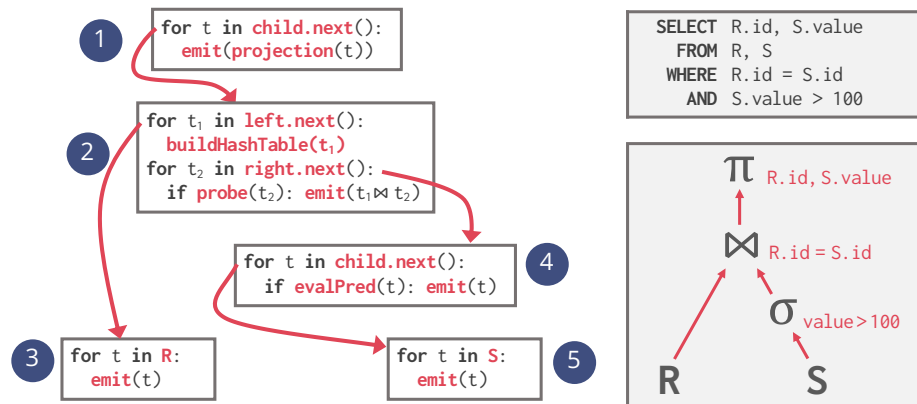 1
for t in child.next():
emit(projection(t))
2
for t₁ in left.next():
buildHashTable(t₁)
for t₂ in right.next():
if probe(t₂): emit(t₁⨝t₂)
4
for t in child.next():
if evalPred(t): emit(t)
3
for t in R:
emit(t)
for t in S:
emit(t)
5
SELECT R.id, S.value
FROM R, S
WHERE R.id = S.id
AND S.value > 100
π R.id, S.value
⨝ R.id = S.id
σ value > 100
R S